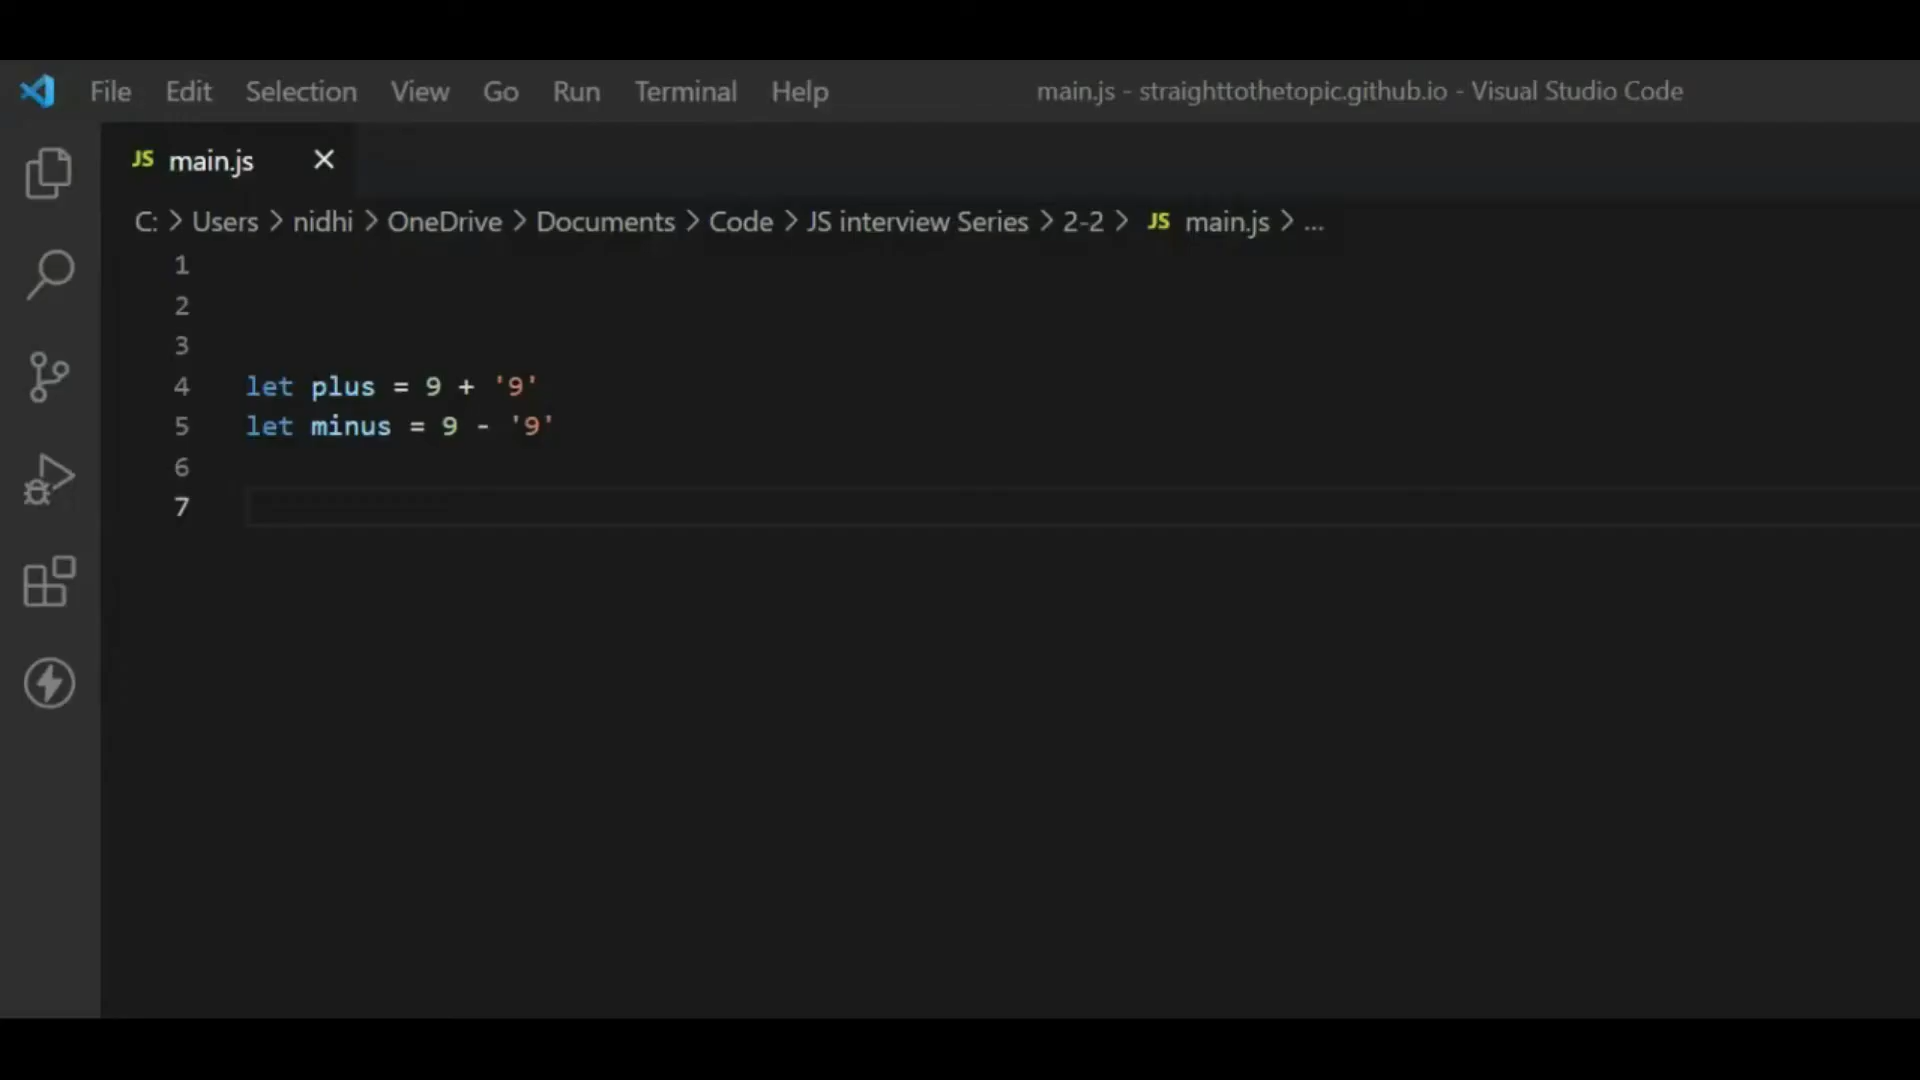 File Edit Selection View Go Run Terminal Help main.js - straighttothetopic.github.io - Visual Studio Code
JS main.js
C: > Users > nidhi > OneDrive > Documents > Code > JS interview Series > 2-2 > JS main.js > ...
1
2
3
4 let plus = 9 + '9'
5 let minus = 9 - '9'
6
7